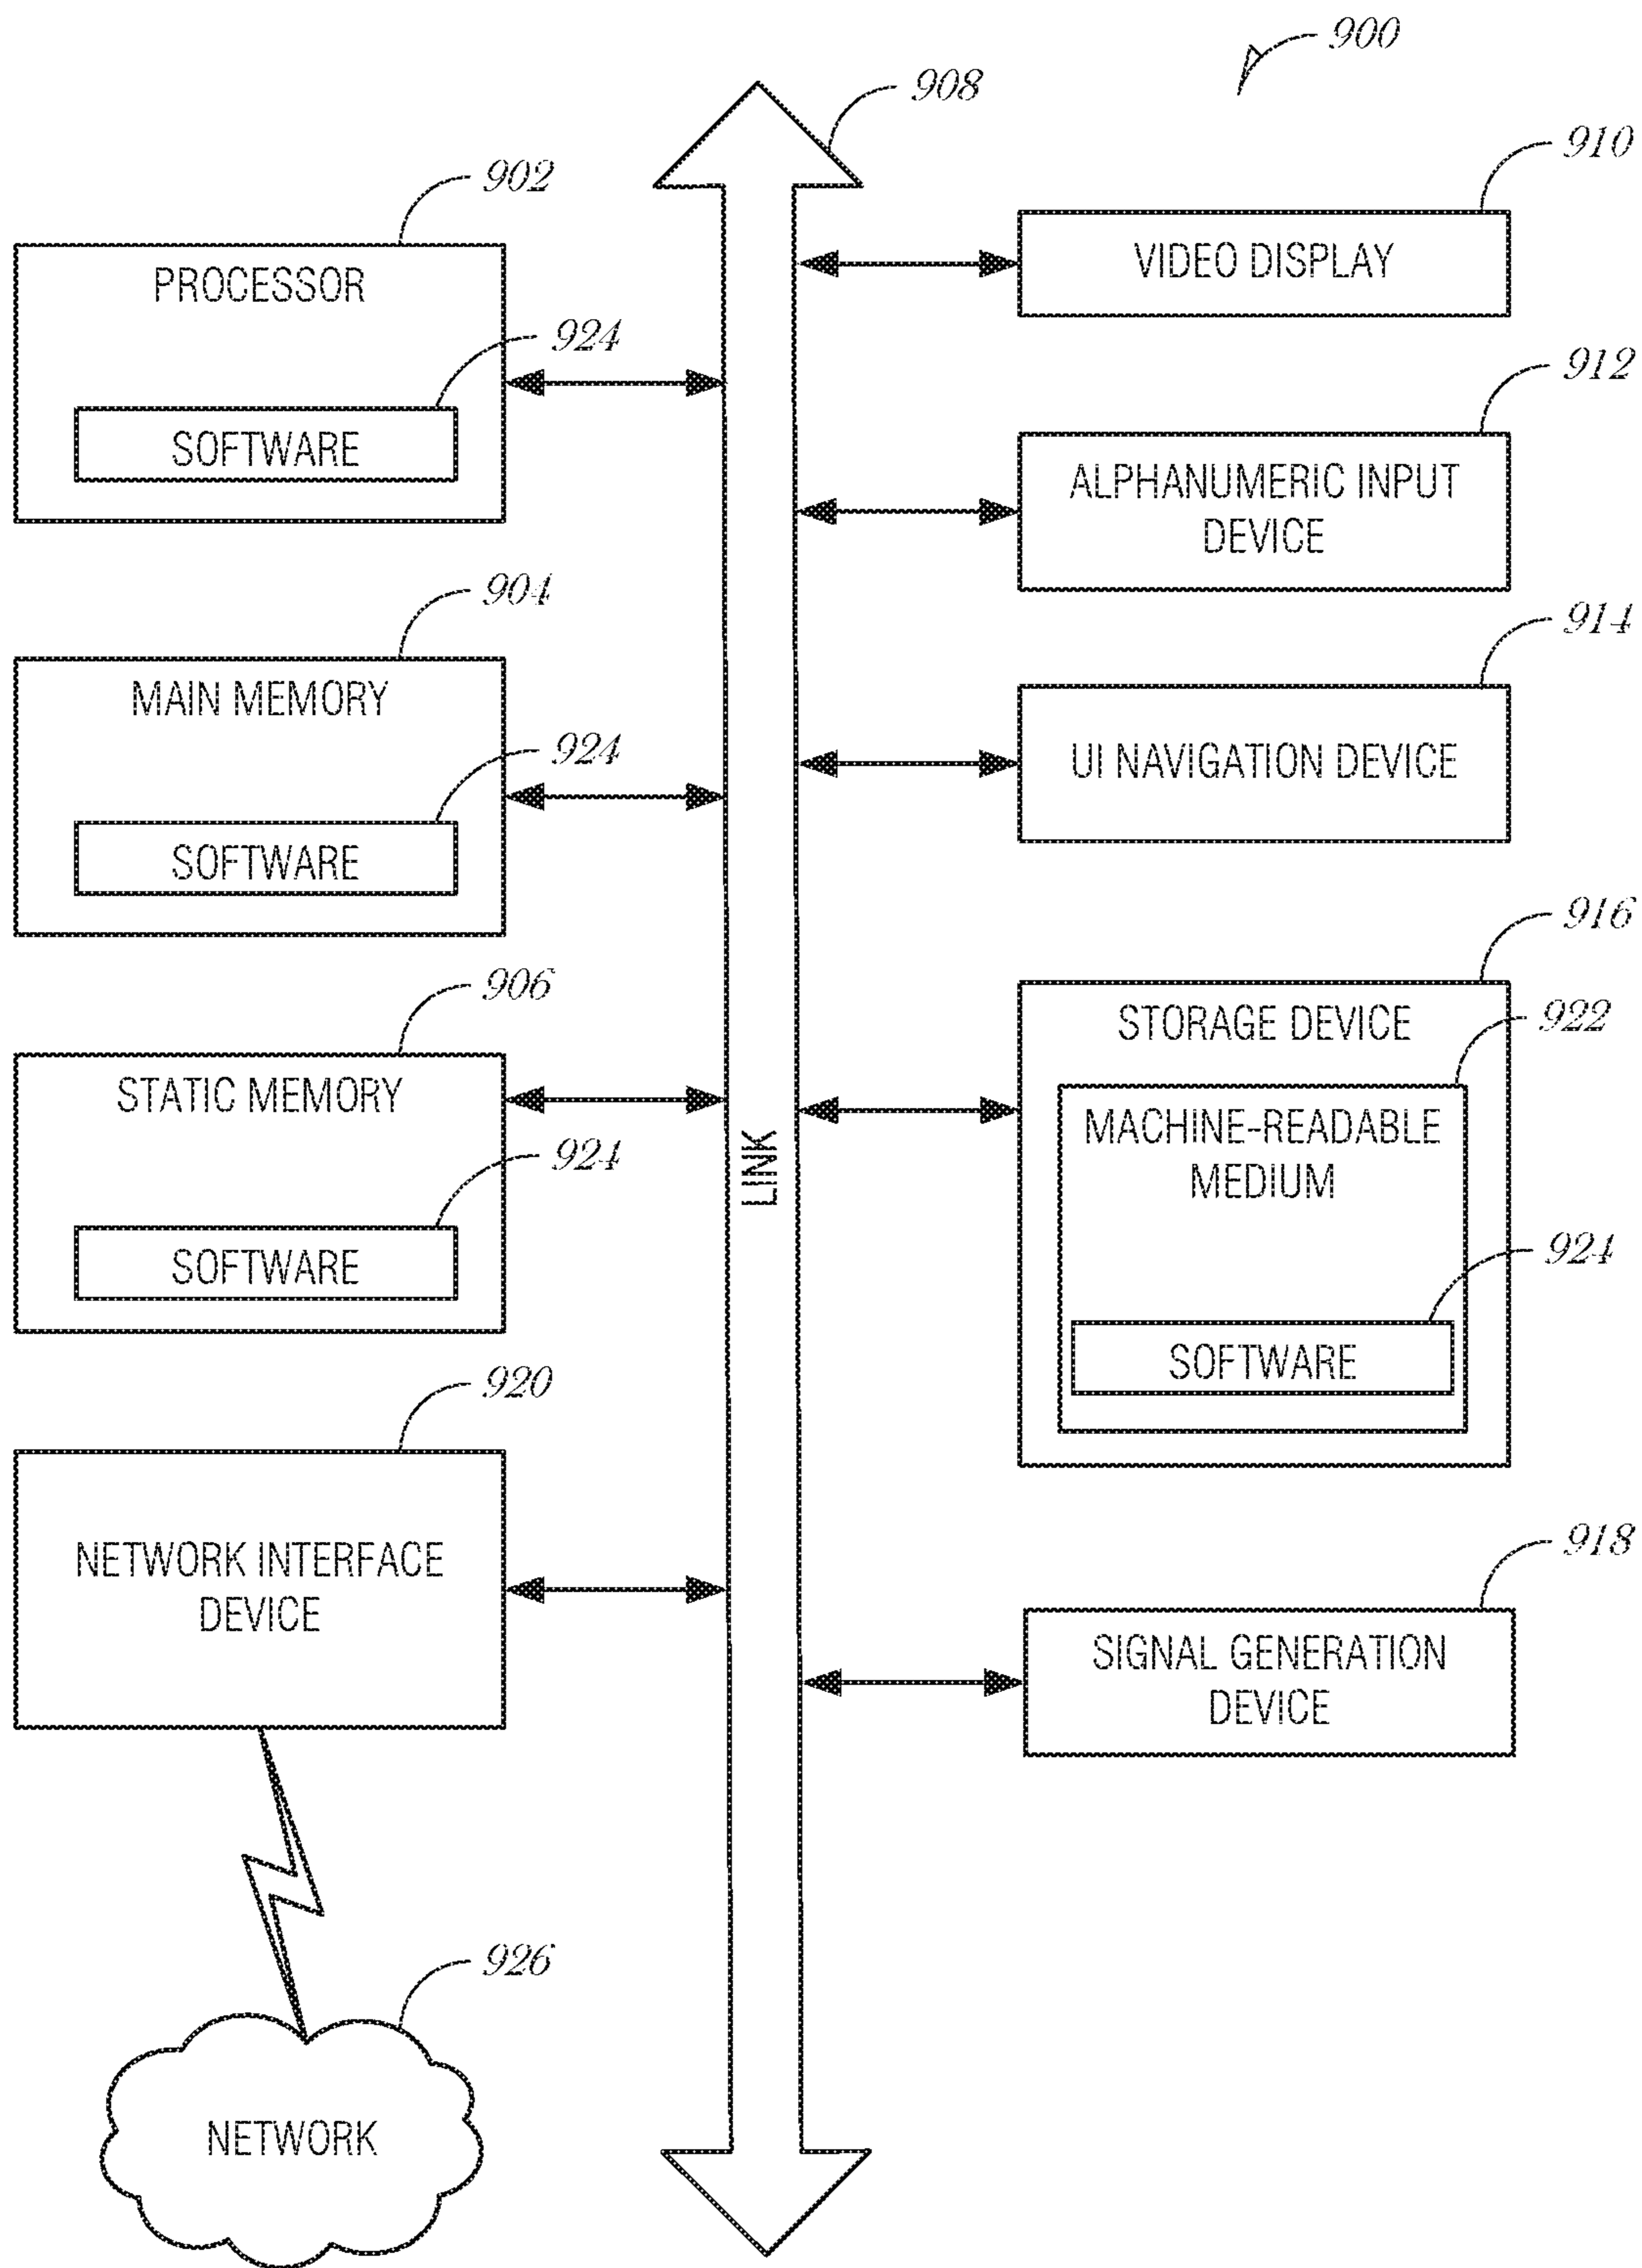 900
908
902
PROCESSOR
924
SOFTWARE
904
MAIN MEMORY
924
SOFTWARE
906
STATIC MEMORY
924
SOFTWARE
920
NETWORK INTERFACE
DEVICE
926
NETWORK
LINK
910
VIDEO DISPLAY
912
ALPHANUMERIC INPUT
DEVICE
914
UI NAVIGATION DEVICE
916
STORAGE DEVICE
922
MACHINE-READABLE
MEDIUM
924
SOFTWARE
918
SIGNAL GENERATION
DEVICE